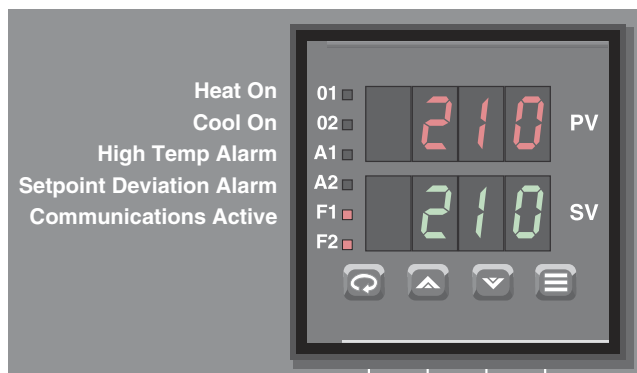 Heat On
Cool On
High Temp Alarm
Setpoint Deviation Alarm
Communications Active
01
02
A1
A2
F1
F2
210 PV
210 SV